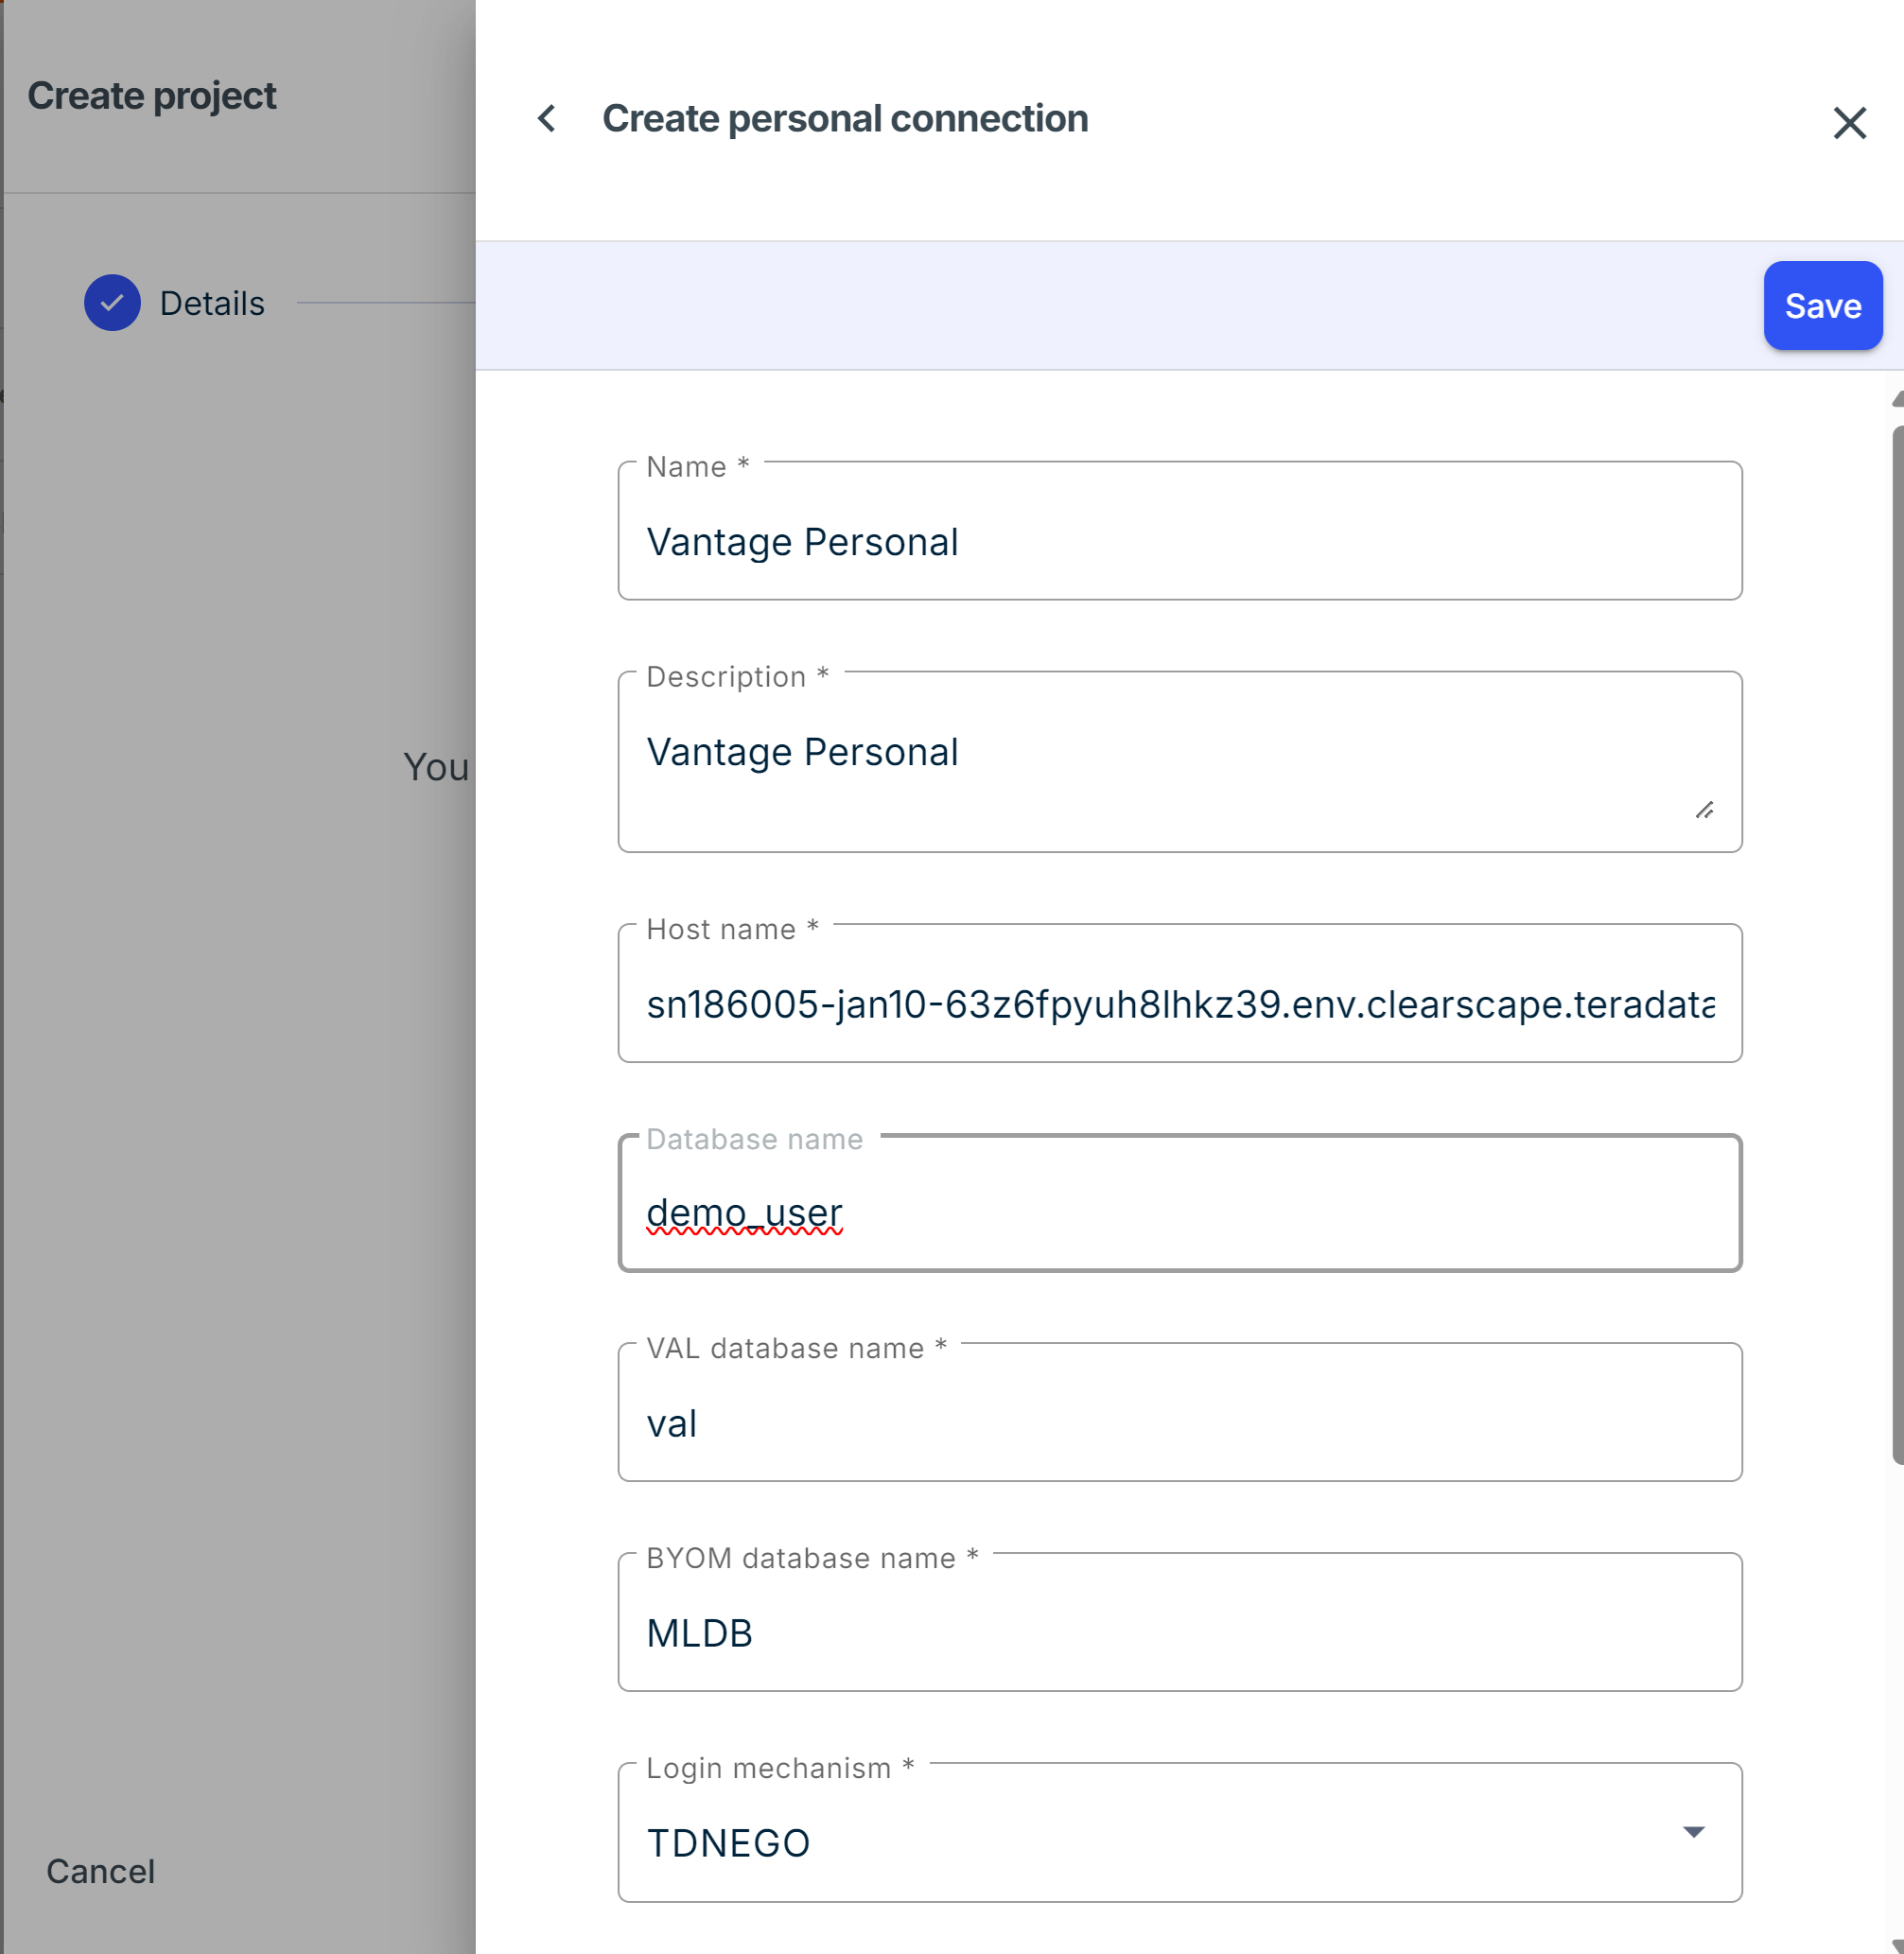 Create project
Details
You
Cancel
Create personal connection
Save
Name *
Vantage Personal
Description *
Vantage Personal
Host name *
sn186005-jan10-63z6fpyuh8lhkz39.env.clearscape.teradata
Database name
demo_user
VAL database name *
val
BYOM database name *
MLDB
Login mechanism *
TDNEGO